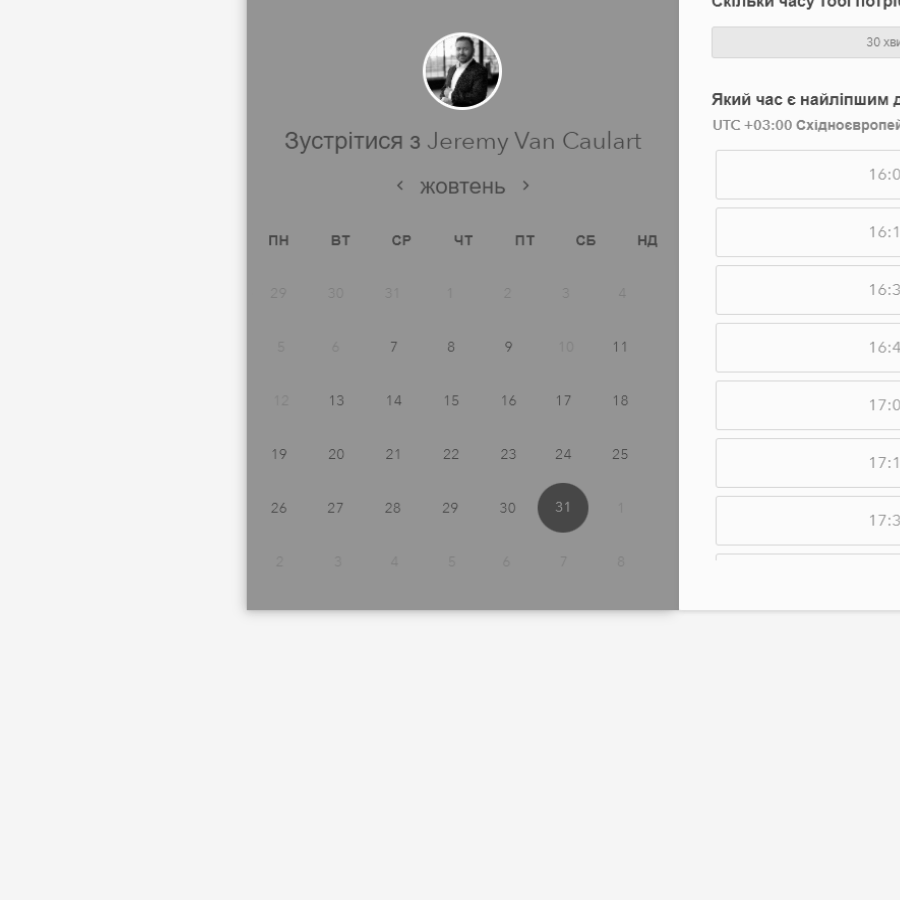 Зустрітися з Jeremy Van Caulart
жовтень
ПН ВТ СР ЧТ ПТ СБ НД
29 30 31 1 2 3 4
5 6 7 8 9 10 11
12 13 14 15 16 17 18
19 20 21 22 23 24 25
26 27 28 29 30 31 1
2 3 4 5 6 7 8
Скільки часу тобі
30
Який час є найліпшим
UTC +03:00
16:0
16:1
16:3
16:4
17:0
17:1
17:3